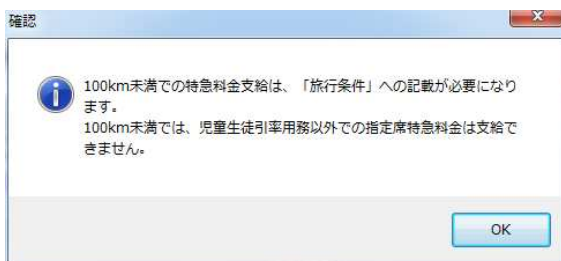 確認
100km未満での特急料金支給は、「旅行条件」への記載が必要になり
ます。
100km未満では、児童生徒引率用務以外での指定席特急料金は支給で
きません。
OK